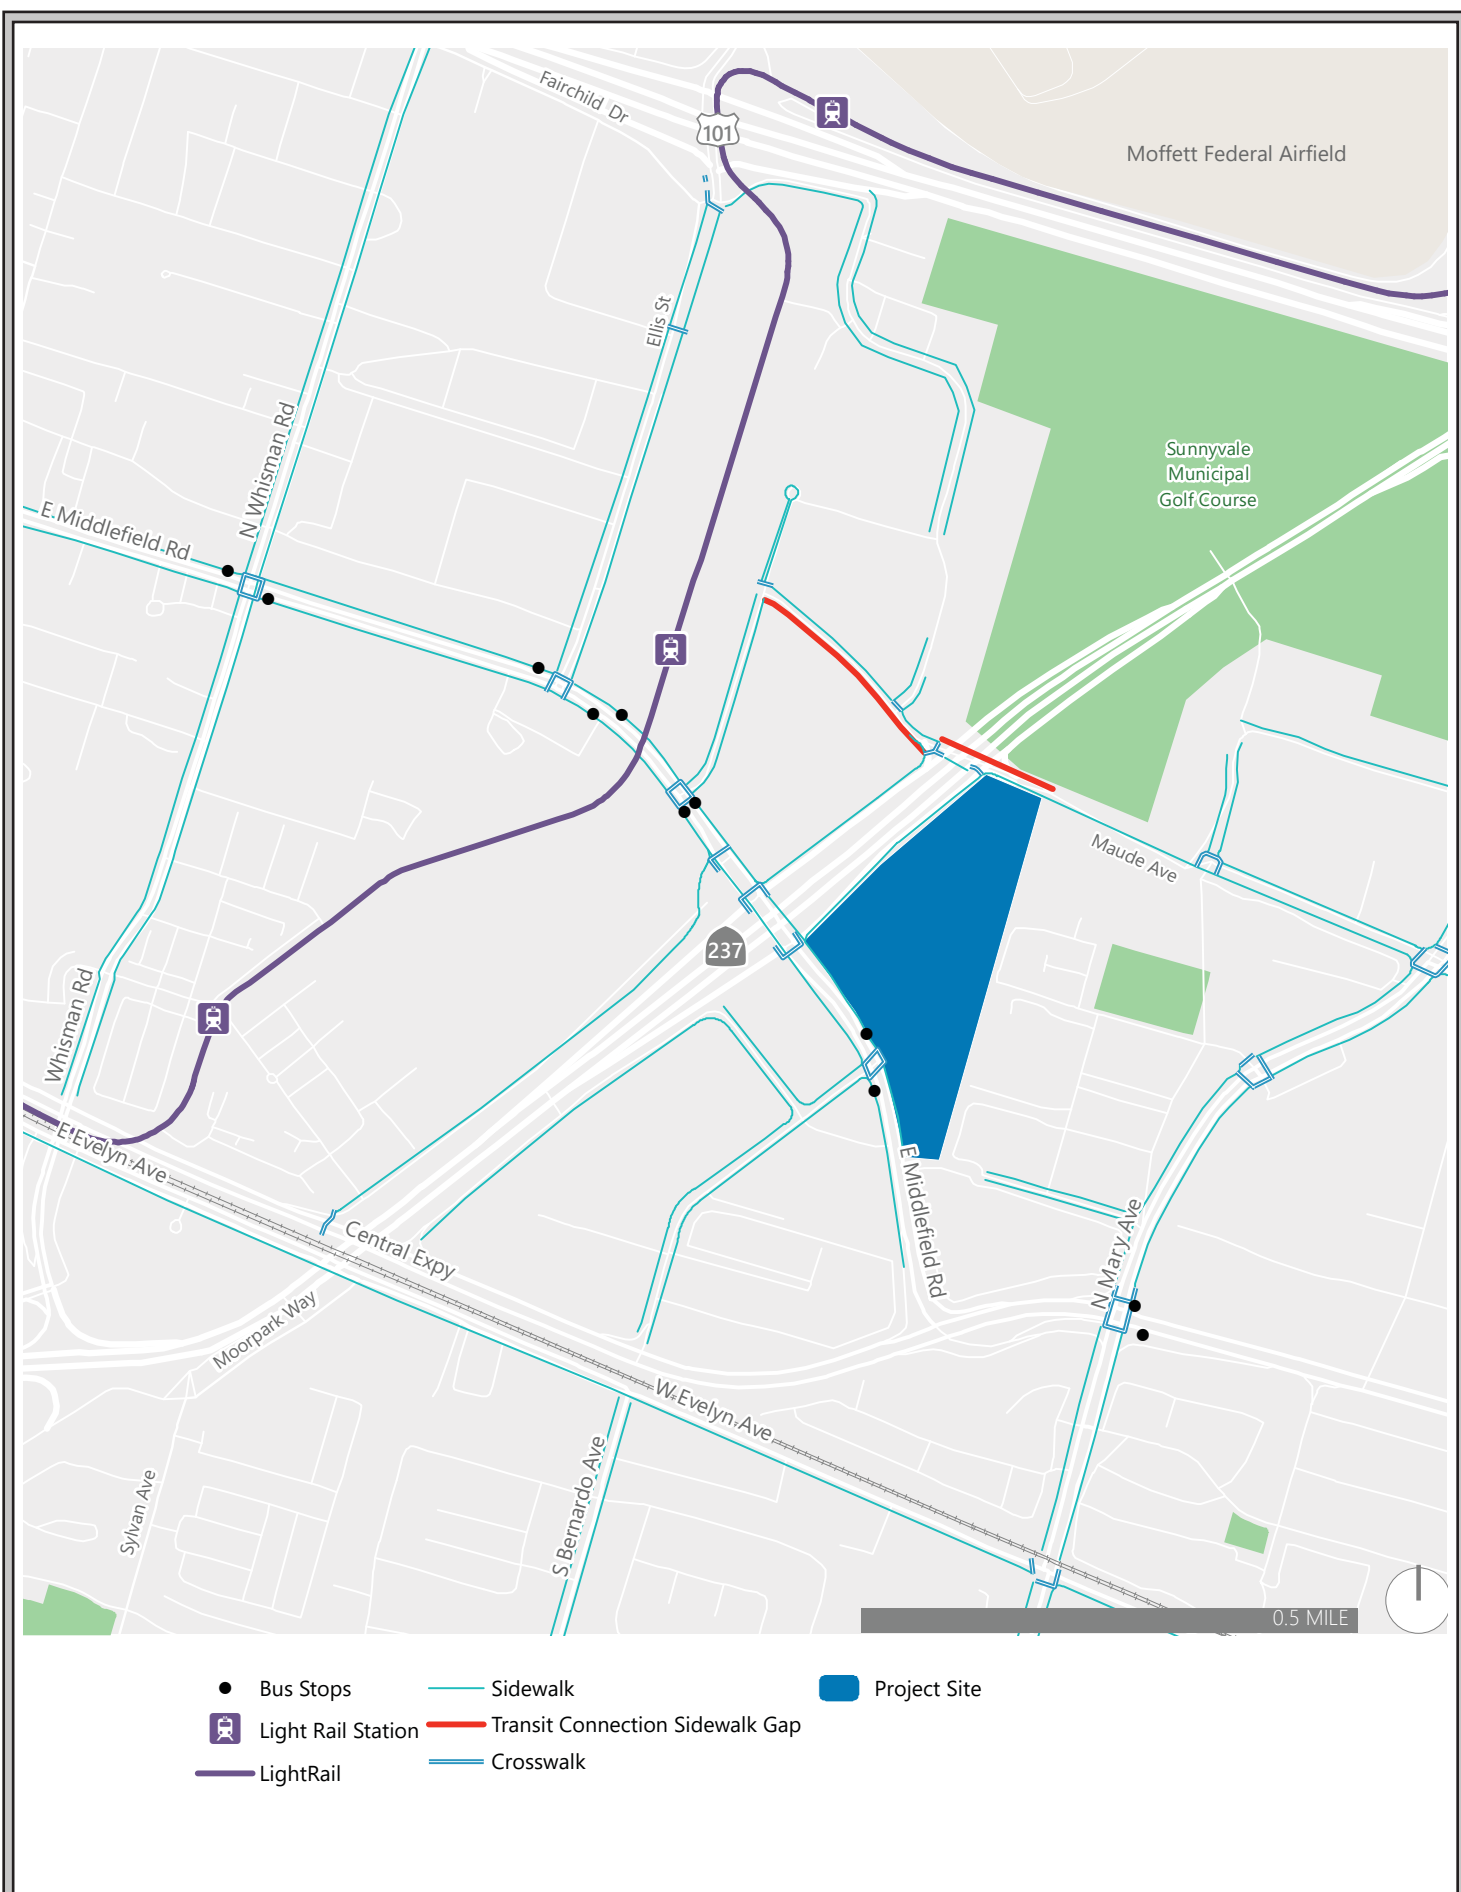 Fairchild Dr
101
Moffett Federal Airfield
Ellis St
N Whisman Rd
Sunnyvale
Municipal
Golf Course
E Middlefield Rd
Maude Ave
237
Whisman Rd
E Evelyn Ave
E Middlefield Rd
N Mary Ave
Central Expy
Moorpark Way
W Evelyn Ave
S Bernardo Ave
Sylvan Ave
0.5 MILE
Bus Stops
Sidewalk
Project Site
Light Rail Station
Transit Connection Sidewalk Gap
LightRail
Crosswalk